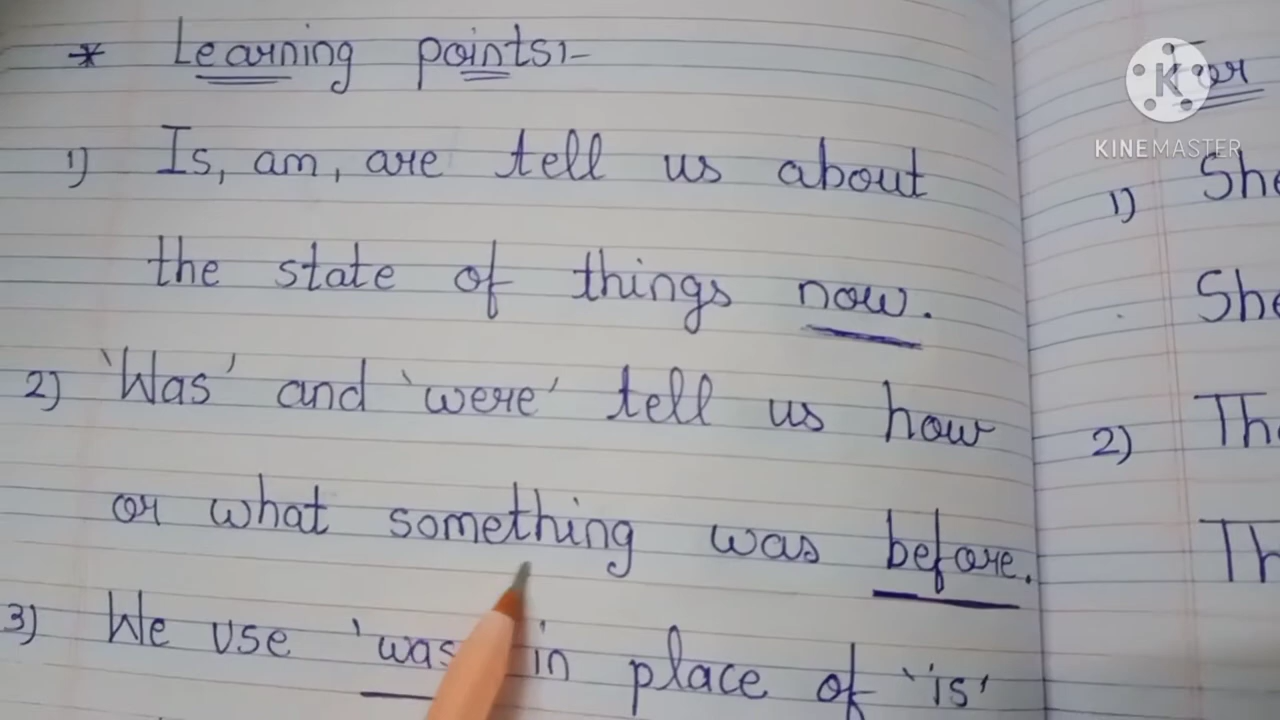 * Learning points:-
1) Is, am, are tell us about
the state of things now.
2) 'Was' and 'were' tell us how
or what something was before.
3) We use 'was' in place of 'is'
For
1) She
She
2) The
Th
KINEMASTER